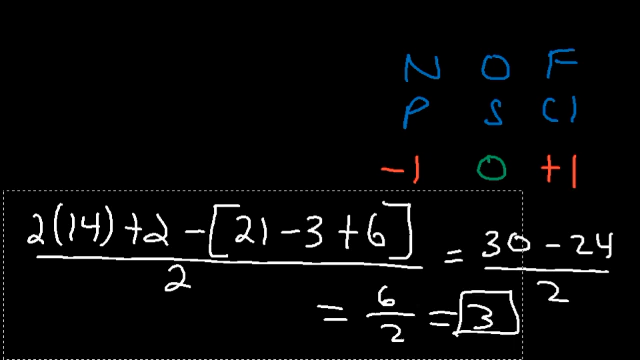 N O F
P S Cl
-1 0 +1
2(14) + 2 - [21 - 3 + 6] / 2 = 30 - 24 / 2
= 6/2 = 3